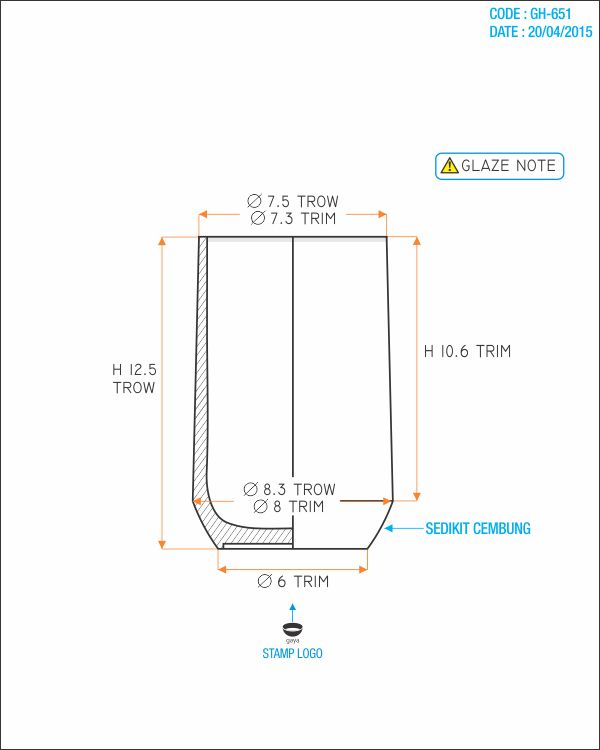 CODE : GH-651
DATE : 20/04/2015
GLAZE NOTE
Ø 7.5 TROW
Ø 7.3 TRIM
H 12.5
TROW
H 10.6 TRIM
Ø 8.3 TROW
Ø 8 TRIM
SEDIKIT CEMBUNG
Ø 6 TRIM
gaya
STAMP LOGO